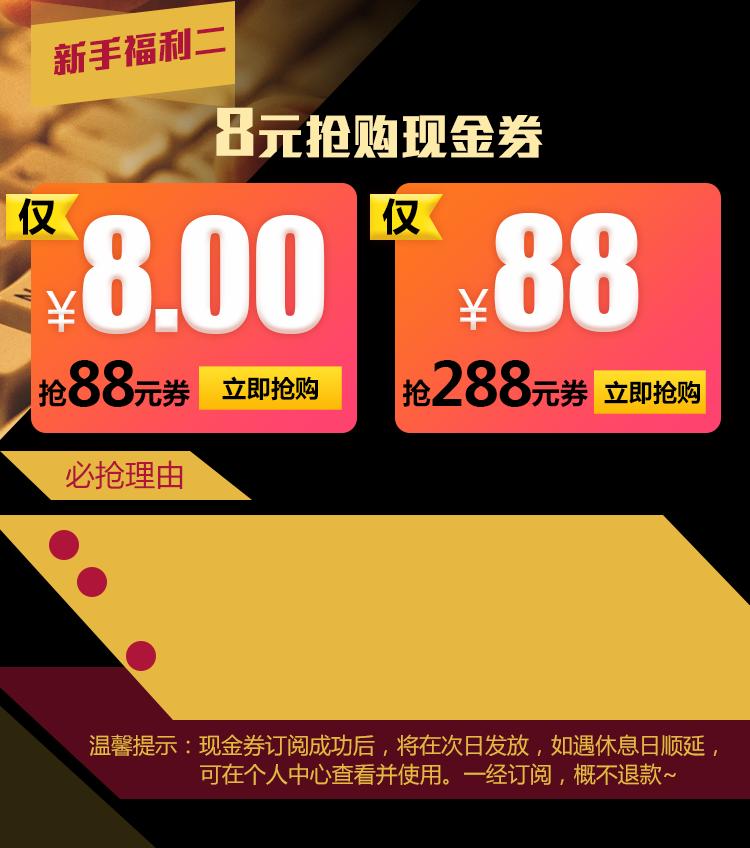 新手福利二
8元抢购现金券
仅
¥8.00
抢88元券
立即抢购
仅
¥88
抢288元券
立即抢购
必抢理由
温馨提示：现金券订阅成功后，将在次日发放，如遇休息日顺延，
可在个人中心查看并使用。一经订阅，概不退款~